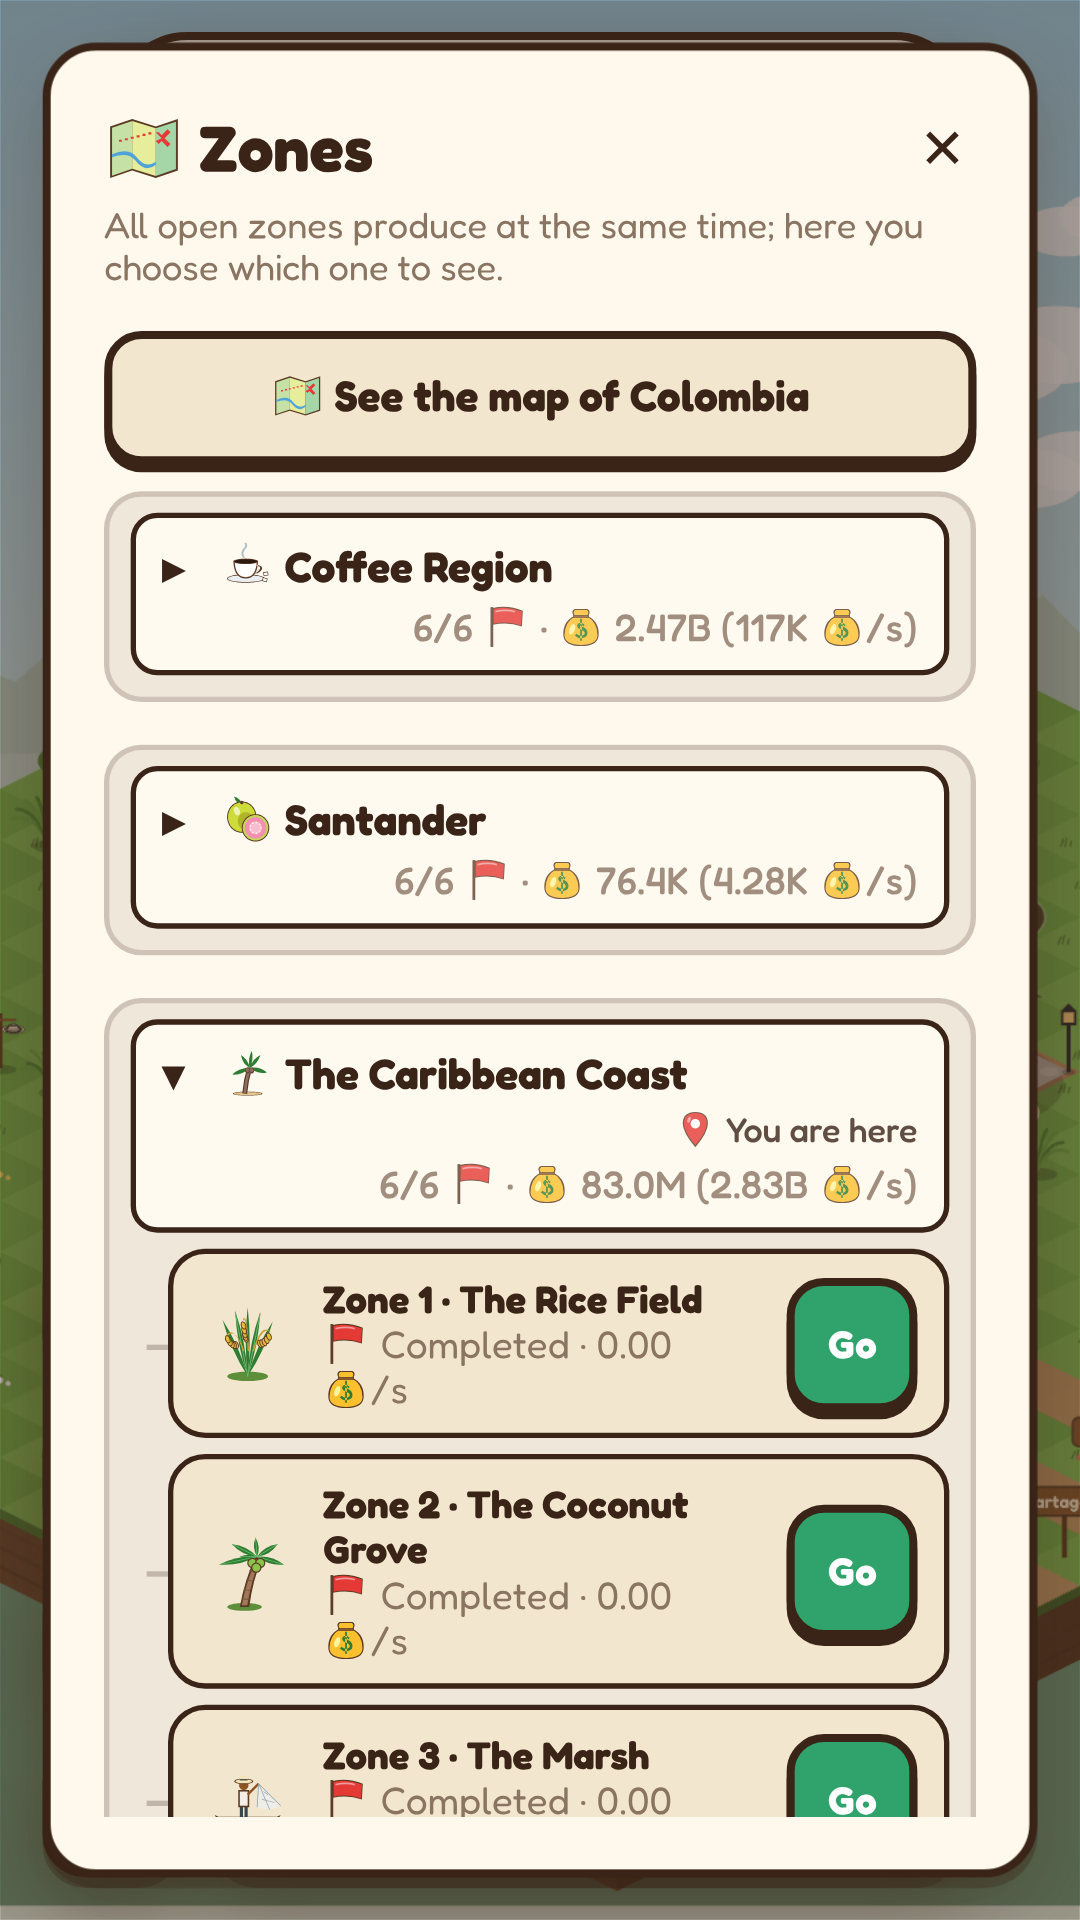 Zones
All open zones produce at the same time; here you
choose which one to see.
See the map of Colombia
▶ Coffee Region
6/6 · 2.47B (117K /s)
▶ Santander
6/6 · 76.4K (4.28K /s)
▼ The Caribbean Coast
You are here
6/6 · 83.0M (2.83B /s)
Zone 1 · The Rice Field
Completed · 0.00
/s
Go
Zone 2 · The Coconut
Grove
Completed · 0.00
/s
Go
Zone 3 · The Marsh
Completed · 0.00
Go